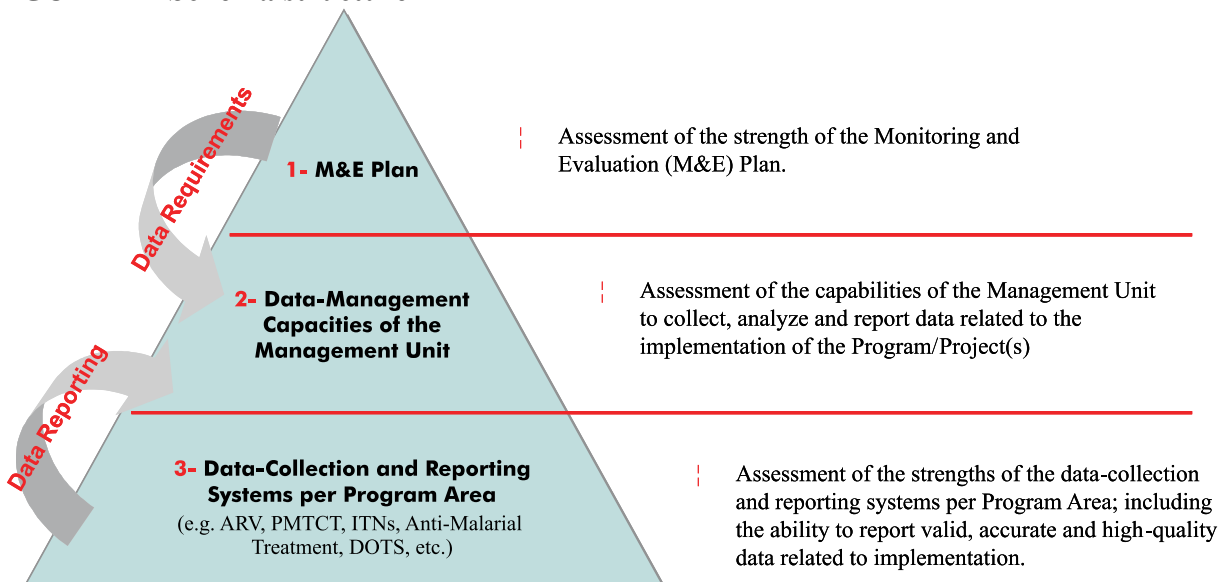 Data Requirements
1- M&E Plan
Assessment of the strength of the Monitoring and
Evaluation (M&E) Plan.
2- Data-Management
Capacities of the
Management Unit
Assessment of the capabilities of the Management Unit
to collect, analyze and report data related to the
implementation of the Program/Project(s)
Data Reporting
3- Data-Collection and Reporting
Systems per Program Area
(e.g. ARV, PMTCT, ITNs, Anti-Malarial
Treatment, DOTS, etc.)
Assessment of the strengths of the data-collection
and reporting systems per Program Area; including
the ability to report valid, accurate and high-quality
data related to implementation.